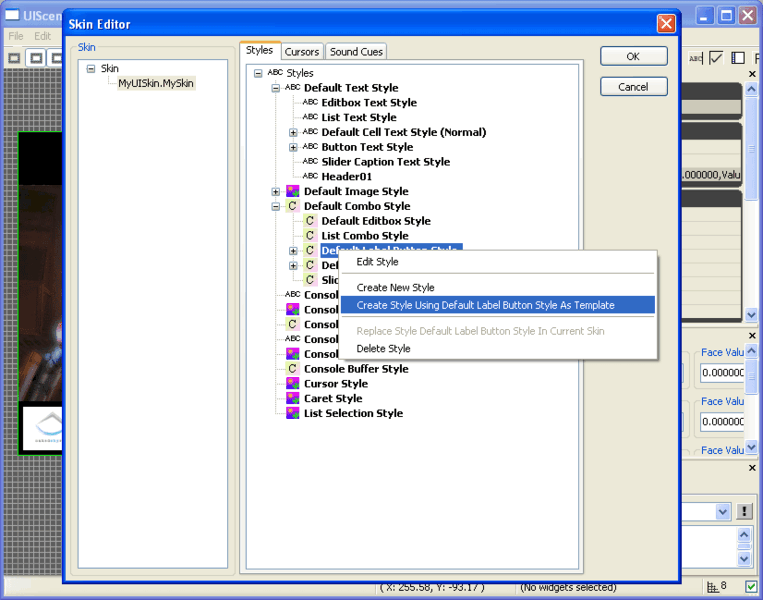 UIScen
File Edit
Skin Editor
Skin
Skin
MyUISkin.MySkin
Styles Cursors Sound Cues
OK
Cancel
ABC Styles
ABC Default Text Style
ABC Editbox Text Style
ABC List Text Style
ABC Default Cell Text Style (Normal)
ABC Button Text Style
ABC Slider Caption Text Style
ABC Header01
Default Image Style
C Default Combo Style
C Default Editbox Style
C List Combo Style
C Default Label Button Style
C Def
C Slic
ABC Conso
Conso
C Conso
ABC Conso
Conso
C Console Buffer Style
Cursor Style
Caret Style
List Selection Style
Edit Style
Create New Style
Create Style Using Default Label Button Style As Template
Replace Style Default Label Button Style In Current Skin
Delete Style
ABC
.000000,Valu
Face Valu
0.00000
Face Valu
0.00000
Face Valu
!
( X: 255.58, Y: -93.17 )
(No widgets selected)
8